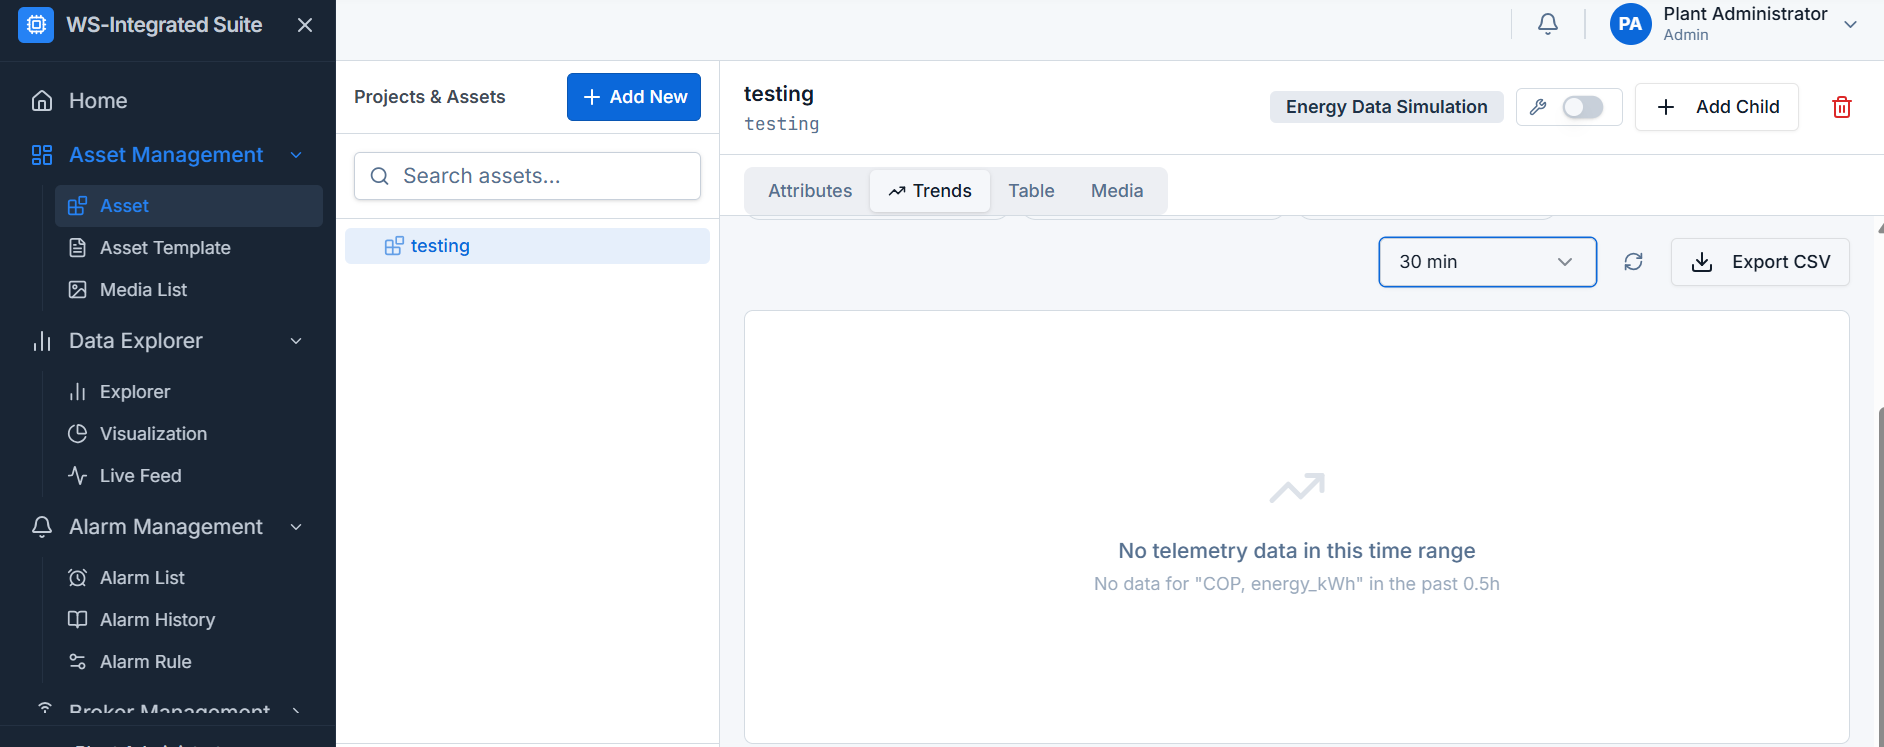 WS-Integrated Suite
Home
Asset Management
Asset
Asset Template
Media List
Data Explorer
Explorer
Visualization
Live Feed
Alarm Management
Alarm List
Alarm History
Alarm Rule
Broker Management
Projects & Assets
Add New
Search assets...
testing
PA
Plant Administrator
Admin
testing
testing
Energy Data Simulation
Add Child
Attributes
Trends
Table
Media
30 min
Export CSV
No telemetry data in this time range
No data for "COP, energy_kWh" in the past 0.5h